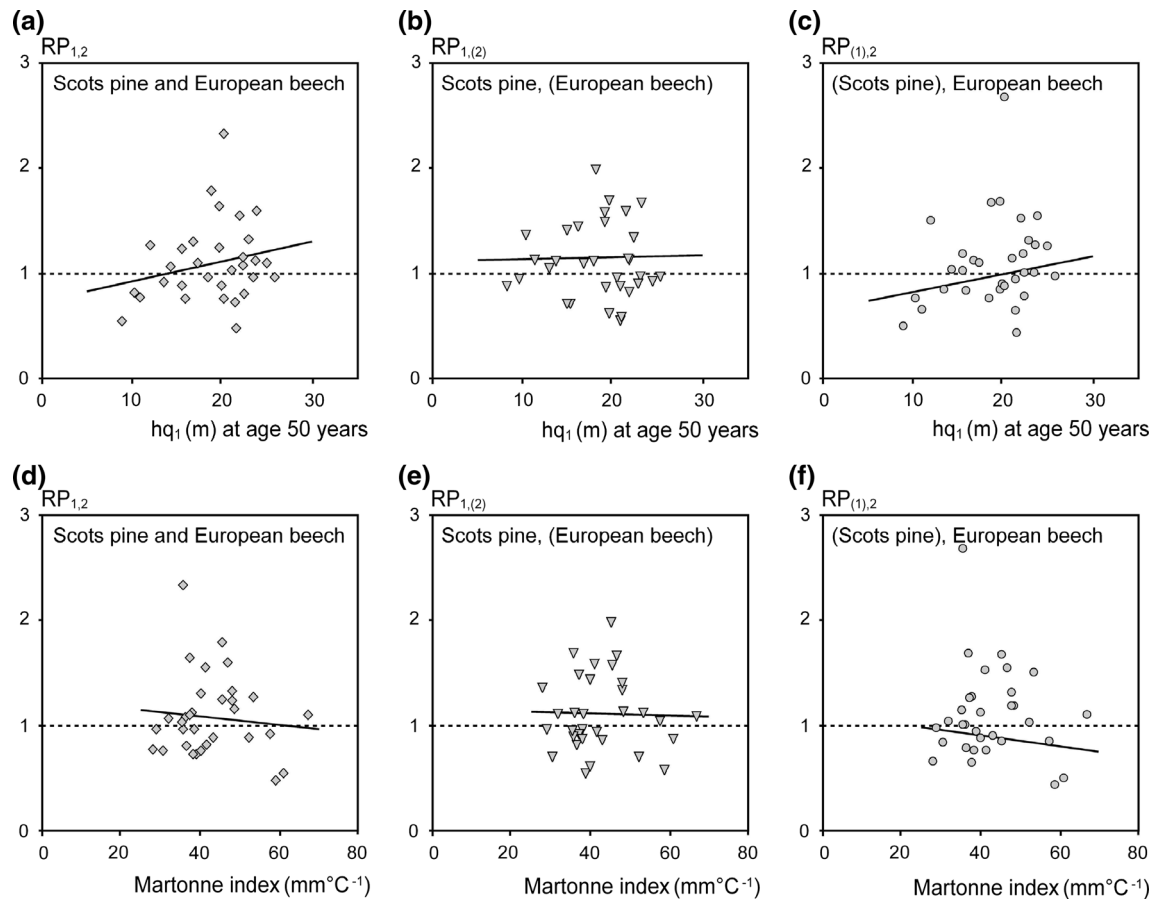 (a)
RP1,2
3
Scots pine and European beech
2
1
0
0 10 20 30
hq1 (m) at age 50 years
(b)
RP1,(2)
3
Scots pine, (European beech)
2
1
0
0 10 20 30
hq1 (m) at age 50 years
(c)
RP(1),2
3
(Scots pine), European beech
2
1
0
0 10 20 30
hq1 (m) at age 50 years
(d)
RP1,2
3
Scots pine and European beech
2
1
0
0 20 40 60 80
Martonne index (mm°C-1)
(e)
RP1,(2)
3
Scots pine, (European beech)
2
1
0
0 20 40 60 80
Martonne index (mm°C-1)
(f)
RP(1),2
3
(Scots pine), European beech
2
1
0
0 20 40 60 80
Martonne index (mm°C-1)